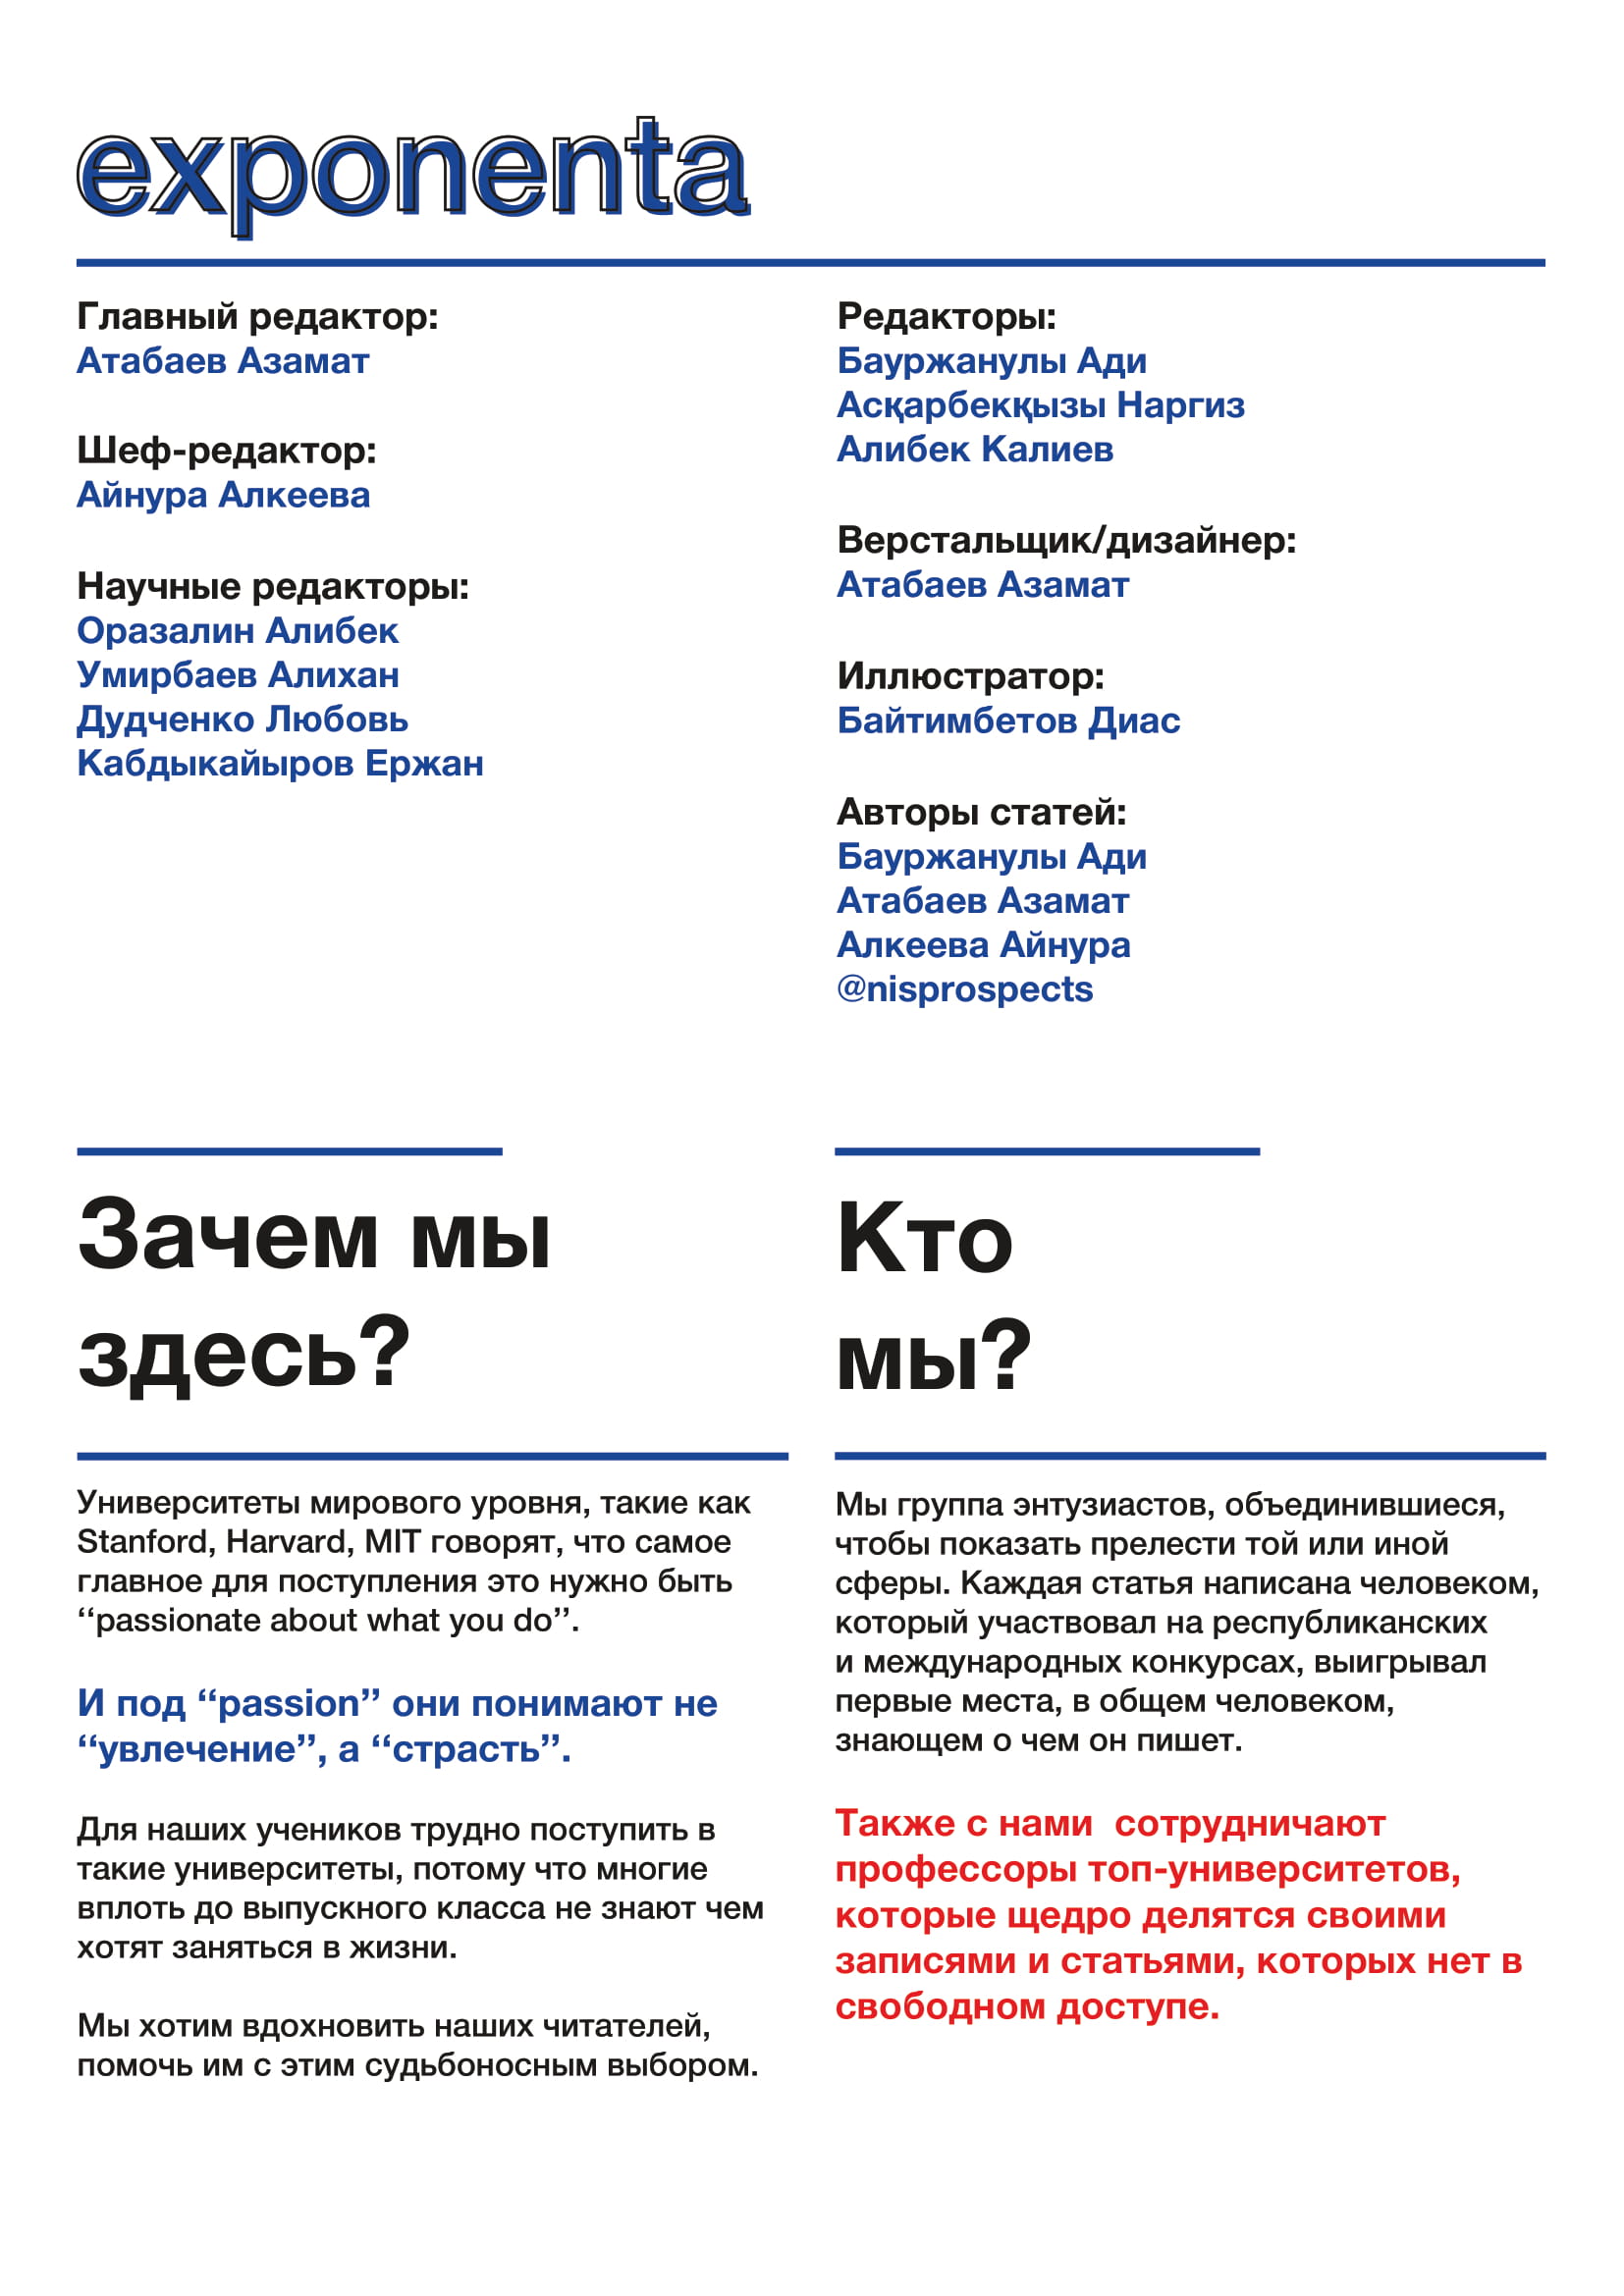 exponenta
Главный редактор:
Атабаев Азамат
Шеф-редактор:
Айнура Алкеева
Научные редакторы:
Оразалин Алибек
Умирбаев Алихан
Дудченко Любовь
Кабдыкайыров Ержан
Редакторы:
Бауржанулы Ади
Асқарбекқызы Наргиз
Алибек Калиев
Верстальщик/дизайнер:
Атабаев Азамат
Иллюстратор:
Байтимбетов Диас
Авторы статей:
Бауржанулы Ади
Атабаев Азамат
Алкеева Айнура
@nisprospects
Зачем мы
здесь?
Университеты мирового уровня, такие как
Stanford, Harvard, MIT говорят, что самое
главное для поступления это нужно быть
“passionate about what you do”.
И под “passion” они понимают не
“увлечение”, а “страсть”.
Для наших учеников трудно поступить в
такие университеты, потому что многие
вплоть до выпускного класса не знают чем
хотят заняться в жизни.
Мы хотим вдохновить наших читателей,
помочь им с этим судьбоносным выбором.
Кто
мы?
Мы группа энтузиастов, объединившиеся,
чтобы показать прелести той или иной
сферы. Каждая статья написана человеком,
который участвовал на республиканских
и международных конкурсах, выигрывал
первые места, в общем человеком,
знающем о чем он пишет.
Также с нами  сотрудничают
профессоры топ-университетов,
которые щедро делятся своими
записями и статьями, которых нет в
свободном доступе.